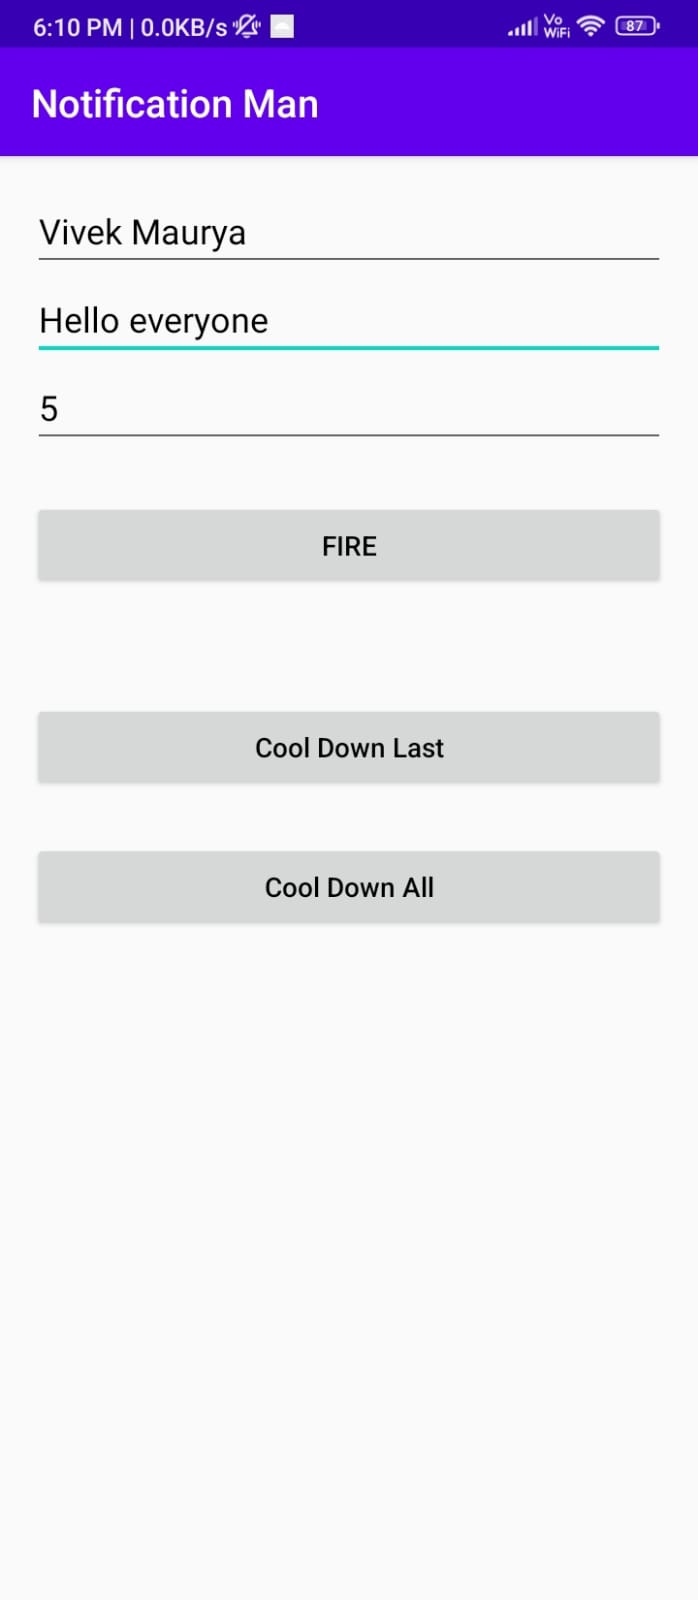 6:10 PM | 0.0KB/s Vo WiFi 87
Notification Man
Vivek Maurya
Hello everyone
5
FIRE
Cool Down Last
Cool Down All